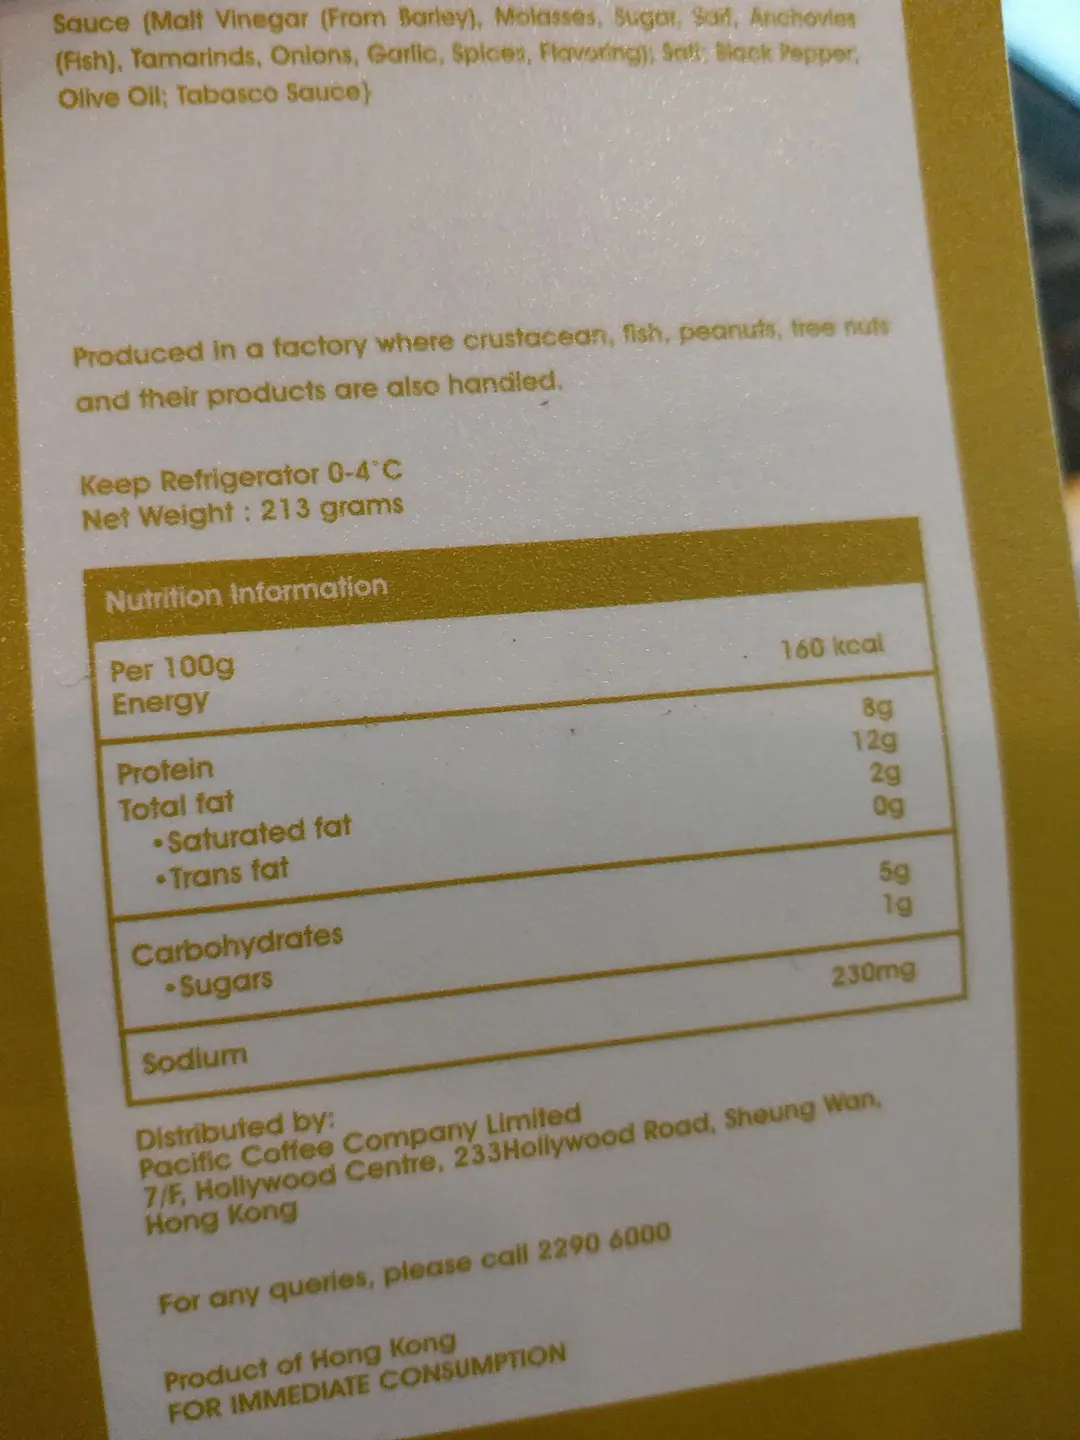 Sauce (Malt Vinegar (From Barley), Molasses, Sugar, Salt, Anchovies
(Fish), Tamarinds, Onions, Garlic, Spices, Flavoring); Salt; Black Pepper;
Olive Oil; Tabasco Sauce)
Produced in a factory where crustacean, fish, peanuts, tree nuts
and their products are also handled.
Keep Refrigerator 0-4°C
Net Weight : 213 grams
Nutrition Information
Per 100g
Energy 160 kcal
Protein 8g
Total fat 12g
•Saturated fat 2g
•Trans fat 0g
Carbohydrates 5g
•Sugars 1g
Sodium 230mg
Distributed by:
Pacific Coffee Company Limited
7/F, Hollywood Centre, 233Hollywood Road, Sheung Wan,
Hong Kong
For any queries, please call 2290 6000
Product of Hong Kong
FOR IMMEDIATE CONSUMPTION